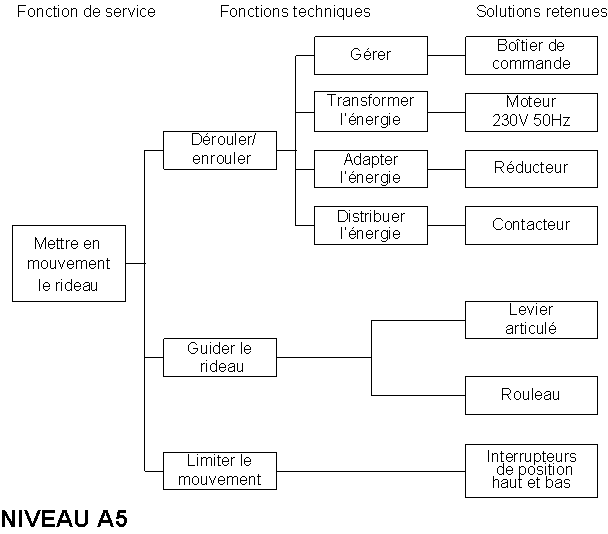 Fonction de service
Fonctions techniques
Solutions retenues
Gérer
Boîtier de
commande
Transformer
l'énergie
Moteur
230V 50Hz
Dérouler/
enrouler
Adapter
l'énergie
Réducteur
Distribuer
l'énergie
Contacteur
Mettre en
mouvement
le rideau
Levier
articulé
Guider le
rideau
Rouleau
Limiter le
mouvement
Interrupteurs
de position
haut et bas
NIVEAU A5